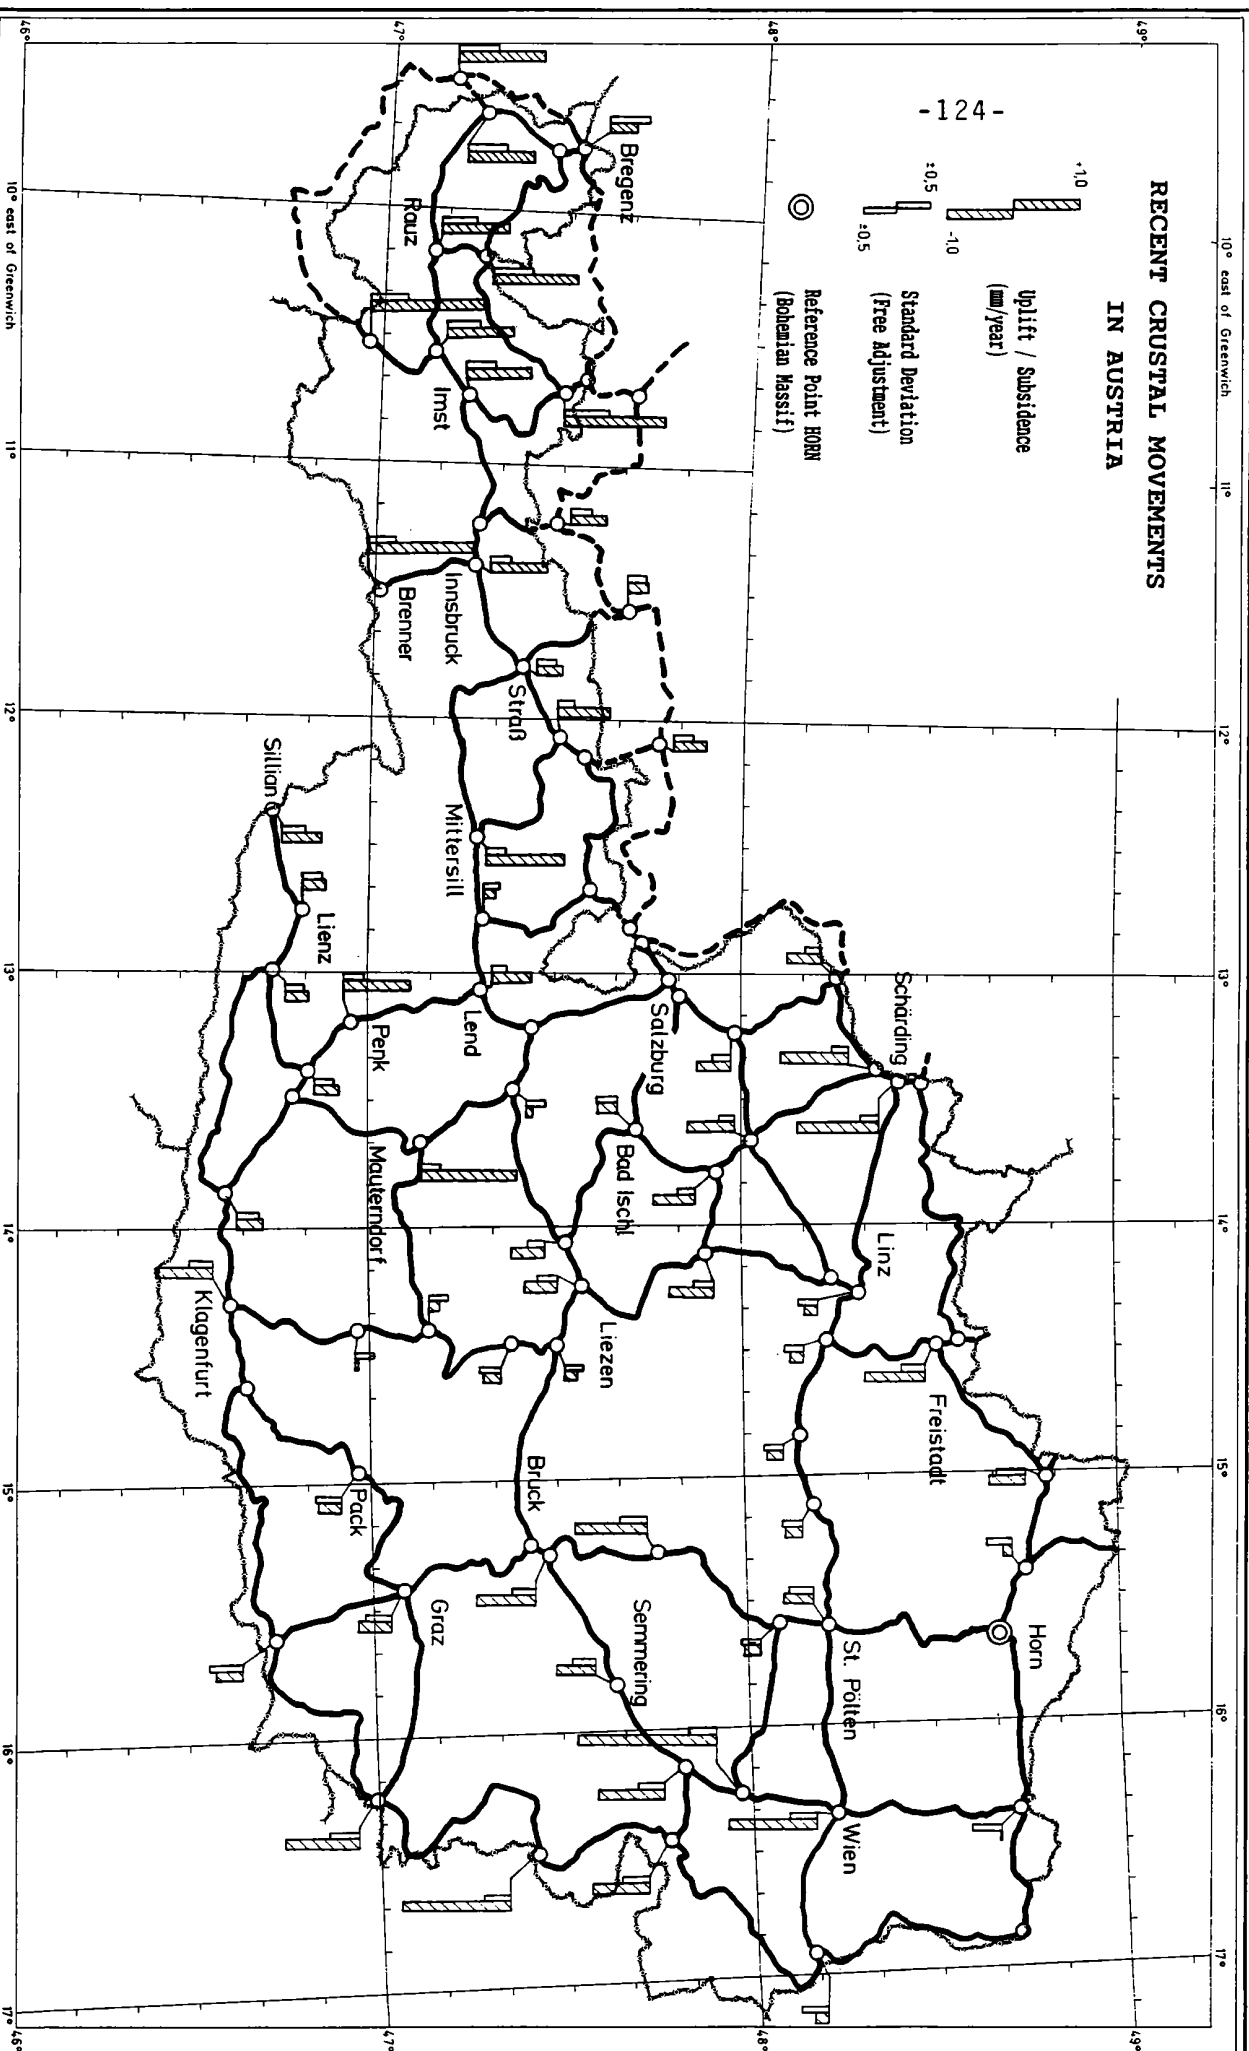 -124-
RECENT CRUSTAL MOVEMENTS
IN AUSTRIA
+1,0
-1,0
Uplift / Subsidence
(mm/year)
±0,5
±0,5
Standard Deviation
(Free Adjustment)
Reference Point HORN
(Bohemian Massif)
10° east of Greenwich
11°
12°
13°
14°
15°
16°
17°
49°
49°
48°
48°
47°
47°
46°
46°
Bregenz
Rauz
Imst
Innsbruck
Brenner
Straß
Mittersill
Sillian
Lienz
Penk
Lend
Salzburg
Schärding
Bad Ischl
Mauterndorf
Linz
Klagenfurt
Liezen
Freistadt
Bruck
Pack
Graz
Semmering
St. Pölten
Horn
Wien
10° east of Greenwich
11°
12°
13°
14°
15°
16°
17°